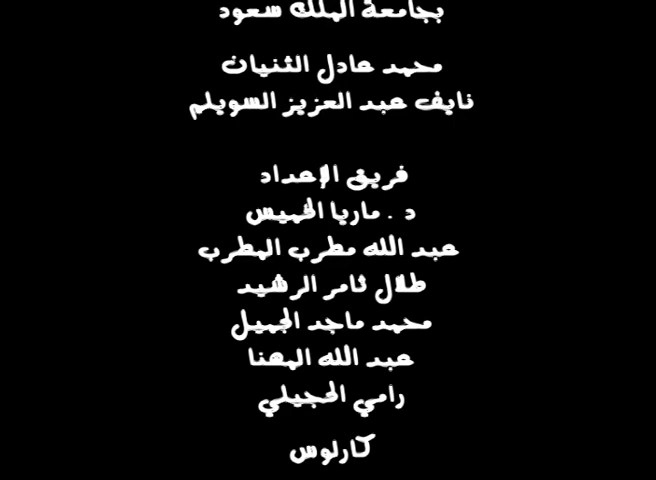 بجامعة الملك سعود
محمد عادل الثنيان
نايف عبد العزيز السويلم
فريق الإعداد
د . ماريا الخميس
عبد الله مطرب المطرب
طلال ثامر الرشيد
محمد ماجد الجميل
عبد الله المهنا
رامي الحجيلي
كارلوس